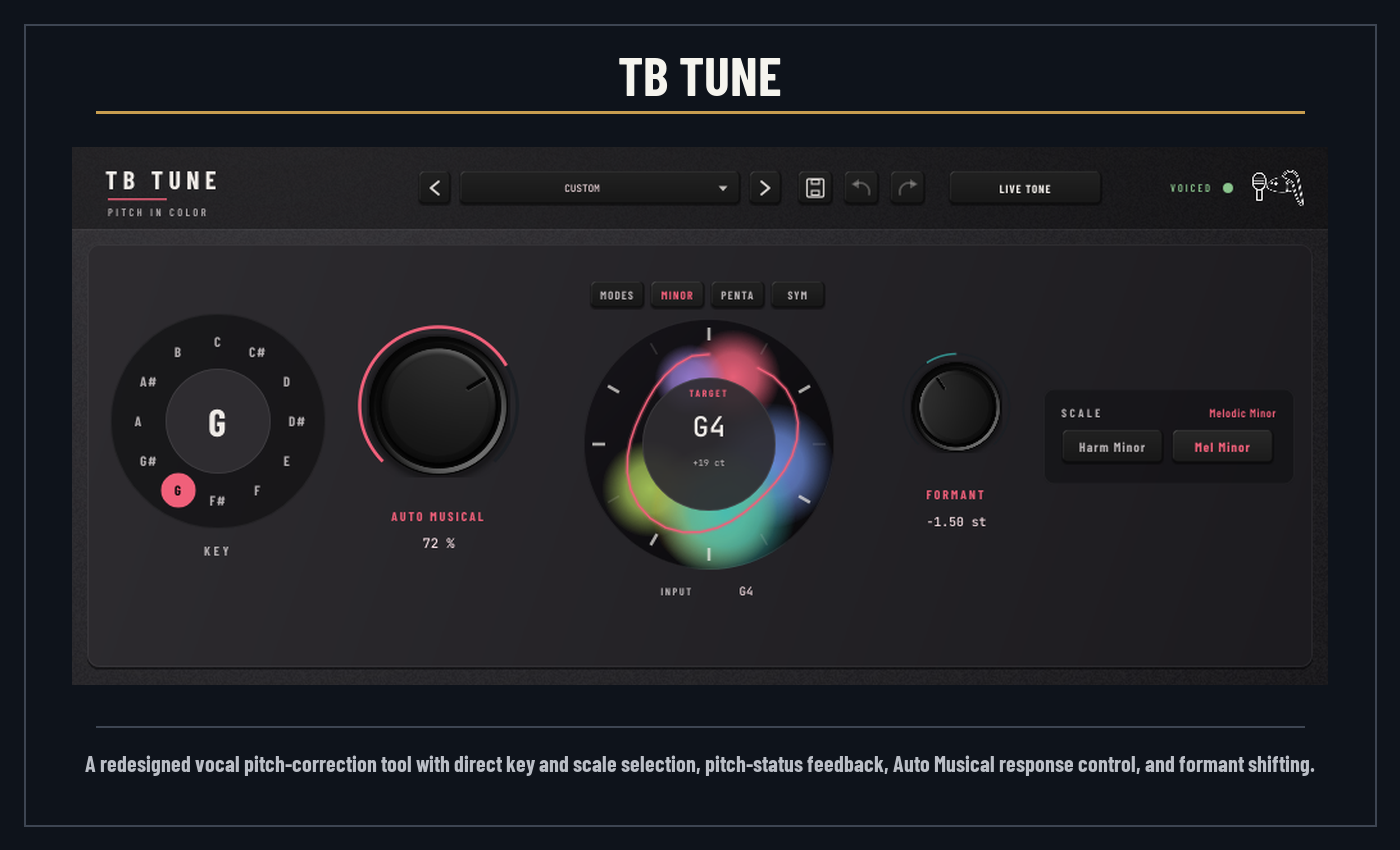 TB TUNE
TB TUNE
PITCH IN COLOR
CUSTOM
LIVE TONE
VOICED
MODES
MINOR
PENTA
SYM
C
C#
D
D#
E
F
F#
G
G#
A
A#
B
G
KEY
AUTO MUSICAL
72 %
TARGET
G4
+19 ct
INPUT
G4
FORMANT
-1.50 st
SCALE
Melodic Minor
Harm Minor
Mel Minor
A redesigned vocal pitch-correction tool with direct key and scale selection, pitch-status feedback, Auto Musical response control, and formant shifting.